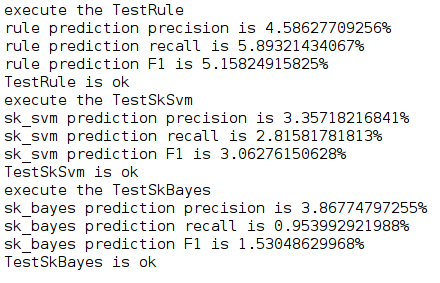 execute the TestRule
rule prediction precision is 4.58627709256%
rule prediction recall is 5.89321434067%
rule prediction F1 is 5.15824915825%
TestRule is ok
execute the TestSkSvm
sk_svm prediction precision is 3.35718216841%
sk_svm prediction recall is 2.81581781813%
sk_svm prediction F1 is 3.06276150628%
TestSkSvm is ok
execute the TestSkBayes
sk_bayes prediction precision is 3.86774797255%
sk_bayes prediction recall is 0.953992921988%
sk_bayes prediction F1 is 1.53048629968%
TestSkBayes is ok